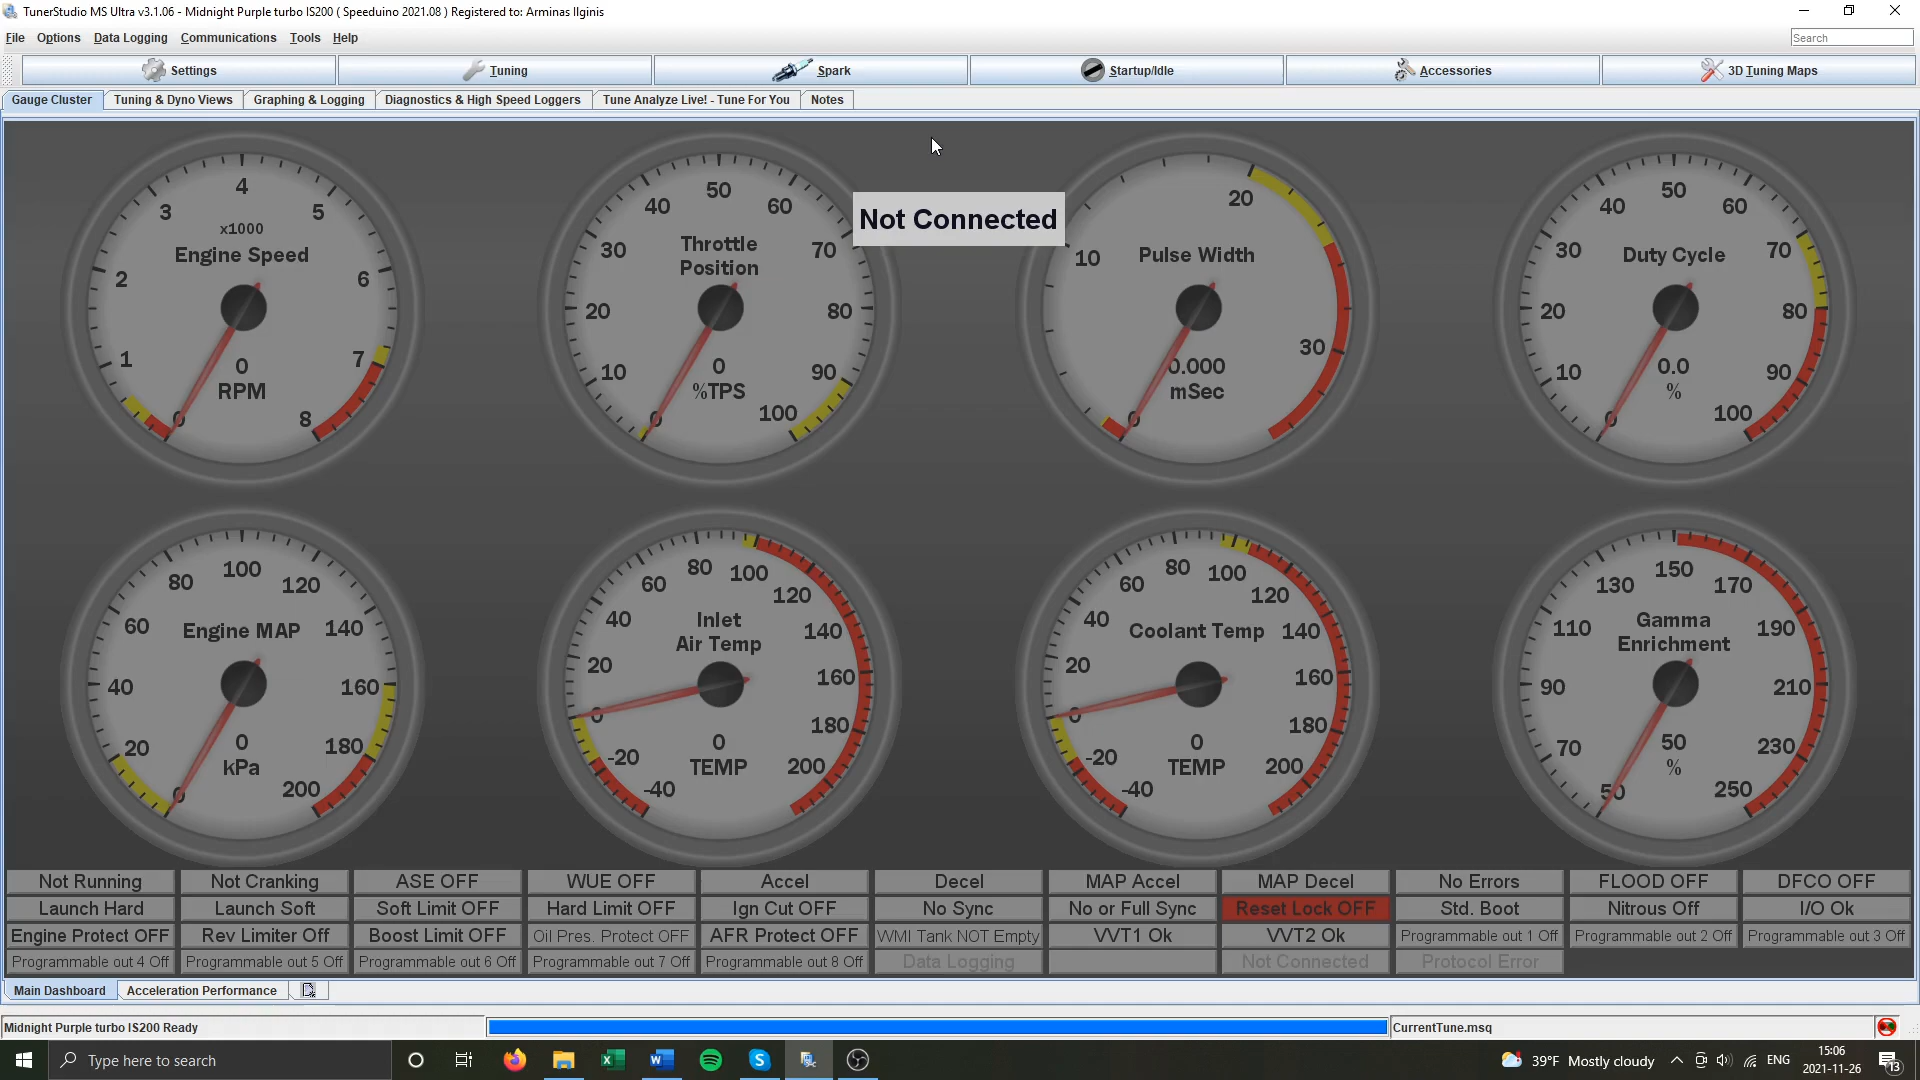 TunerStudio MS Ultra v3.1.06 - Midnight Purple turbo IS200 ( Speeduino 2021.08 ) Registered to: Arminas Ilginis
File Options Data Logging Communications Tools Help Search
Settings Tuning Spark Startup/Idle Accessories 3D Tuning Maps
Gauge Cluster Tuning & Dyno Views Graphing & Logging Diagnostics & High Speed Loggers Tune Analyze Live! - Tune For You Notes
Not Connected
0 1 2 3 4 5 6 7 8
x1000
Engine Speed
0
RPM
0 10 20 30 40 50 60 70 80 90 100
Throttle
Position
0
%TPS
0 10 20 30
Pulse Width
0.000
mSec
0 10 20 30 40 50 60 70 80 90 100
Duty Cycle
0.0
%
0 20 40 60 80 100 120 140 160 180 200
Engine MAP
0
kPa
-40 -20 0 20 40 60 80 100 120 140 160 180 200
Inlet
Air Temp
0
TEMP
-40 -20 0 20 40 60 80 100 120 140 160 180 200
Coolant Temp
0
TEMP
50 70 90 110 130 150 170 190 210 230 250
Gamma
Enrichment
50
%
Not Running Not Cranking ASE OFF WUE OFF Accel Decel MAP Accel MAP Decel No Errors FLOOD OFF DFCO OFF
Launch Hard Launch Soft Soft Limit OFF Hard Limit OFF Ign Cut OFF No Sync No or Full Sync Reset Lock OFF Std. Boot Nitrous Off I/O Ok
Engine Protect OFF Rev Limiter Off Boost Limit OFF Oil Pres. Protect OFF AFR Protect OFF WMI Tank NOT Empty VVT1 Ok VVT2 Ok Programmable out 1 Off Programmable out 2 Off Programmable out 3 Off
Programmable out 4 Off Programmable out 5 Off Programmable out 6 Off Programmable out 7 Off Programmable out 8 Off Data Logging Not Connected Protocol Error
Main Dashboard Acceleration Performance
Midnight Purple turbo IS200 Ready CurrentTune.msq
Type here to search 39°F Mostly cloudy ENG 15:06
2021-11-26 13